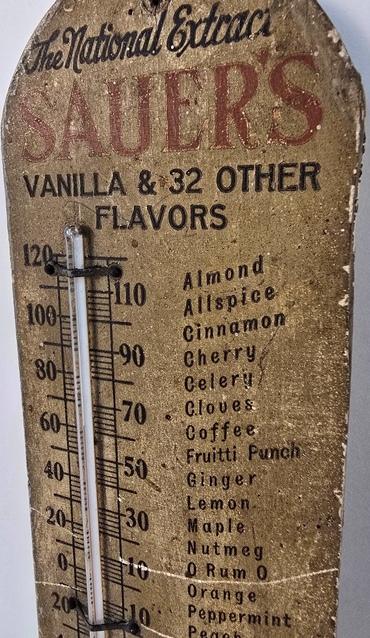 The National Extract
SAUER'S
VANILLA & 32 OTHER
FLAVORS
120
110
100
90
80
70
60
50
40
30
20
10
0
10
20
Almond
Allspice
Cinnamon
Cherry
Celery
Cloves
Coffee
Fruitti Punch
Ginger
Lemon
Maple
Nutmeg
O Rum O
Orange
Peppermint